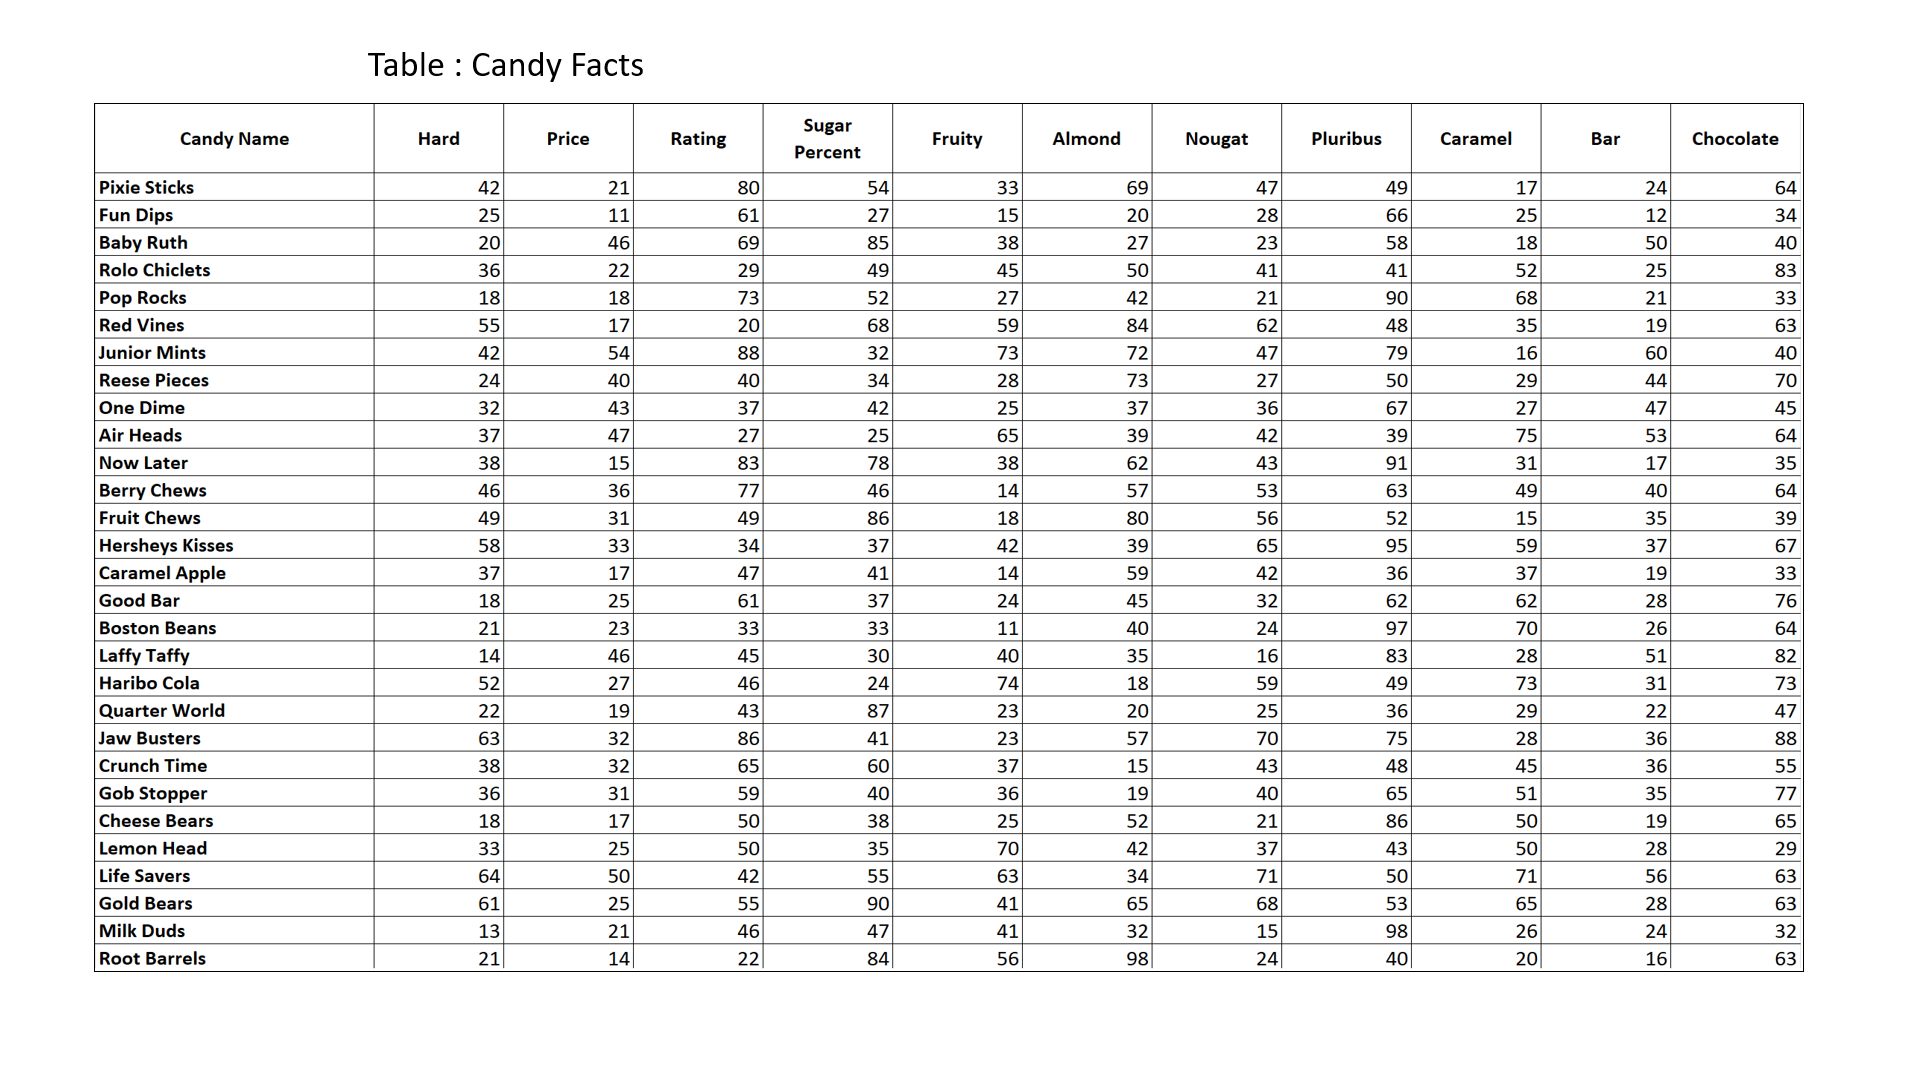 Table : Candy Facts
Candy Name Hard Price Rating Sugar Percent Fruity Almond Nougat Pluribus Caramel Bar Chocolate
Pixie Sticks 42 21 80 54 33 69 47 49 17 24 64
Fun Dips 25 11 61 27 15 20 28 66 25 12 34
Baby Ruth 20 46 69 85 38 27 23 58 18 50 40
Rolo Chiclets 36 22 29 49 45 50 41 41 52 25 83
Pop Rocks 18 18 73 52 27 42 21 90 68 21 33
Red Vines 55 17 20 68 59 84 62 48 35 19 63
Junior Mints 42 54 88 32 73 72 47 79 16 60 40
Reese Pieces 24 40 40 34 28 73 27 50 29 44 70
One Dime 32 43 37 42 25 37 36 67 27 47 45
Air Heads 37 47 27 25 65 39 42 39 75 53 64
Now Later 38 15 83 78 38 62 43 91 31 17 35
Berry Chews 46 36 77 46 14 57 53 63 49 40 64
Fruit Chews 49 31 49 86 18 80 56 52 15 35 39
Hersheys Kisses 58 33 34 37 42 39 65 95 59 37 67
Caramel Apple 37 17 47 41 14 59 42 36 37 19 33
Good Bar 18 25 61 37 24 45 32 62 62 28 76
Boston Beans 21 23 33 33 11 40 24 97 70 26 64
Laffy Taffy 14 46 45 30 40 35 16 83 28 51 82
Haribo Cola 52 27 46 24 74 18 59 49 73 31 73
Quarter World 22 19 43 87 23 20 25 36 29 22 47
Jaw Busters 63 32 86 41 23 57 70 75 28 36 88
Crunch Time 38 32 65 60 37 15 43 48 45 36 55
Gob Stopper 36 31 59 40 36 19 40 65 51 35 77
Cheese Bears 18 17 50 38 25 52 21 86 50 19 65
Lemon Head 33 25 50 35 70 42 37 43 50 28 29
Life Savers 64 50 42 55 63 34 71 50 71 56 63
Gold Bears 61 25 55 90 41 65 68 53 65 28 63
Milk Duds 13 21 46 47 41 32 15 98 26 24 32
Root Barrels 21 14 22 84 56 98 24 40 20 16 63